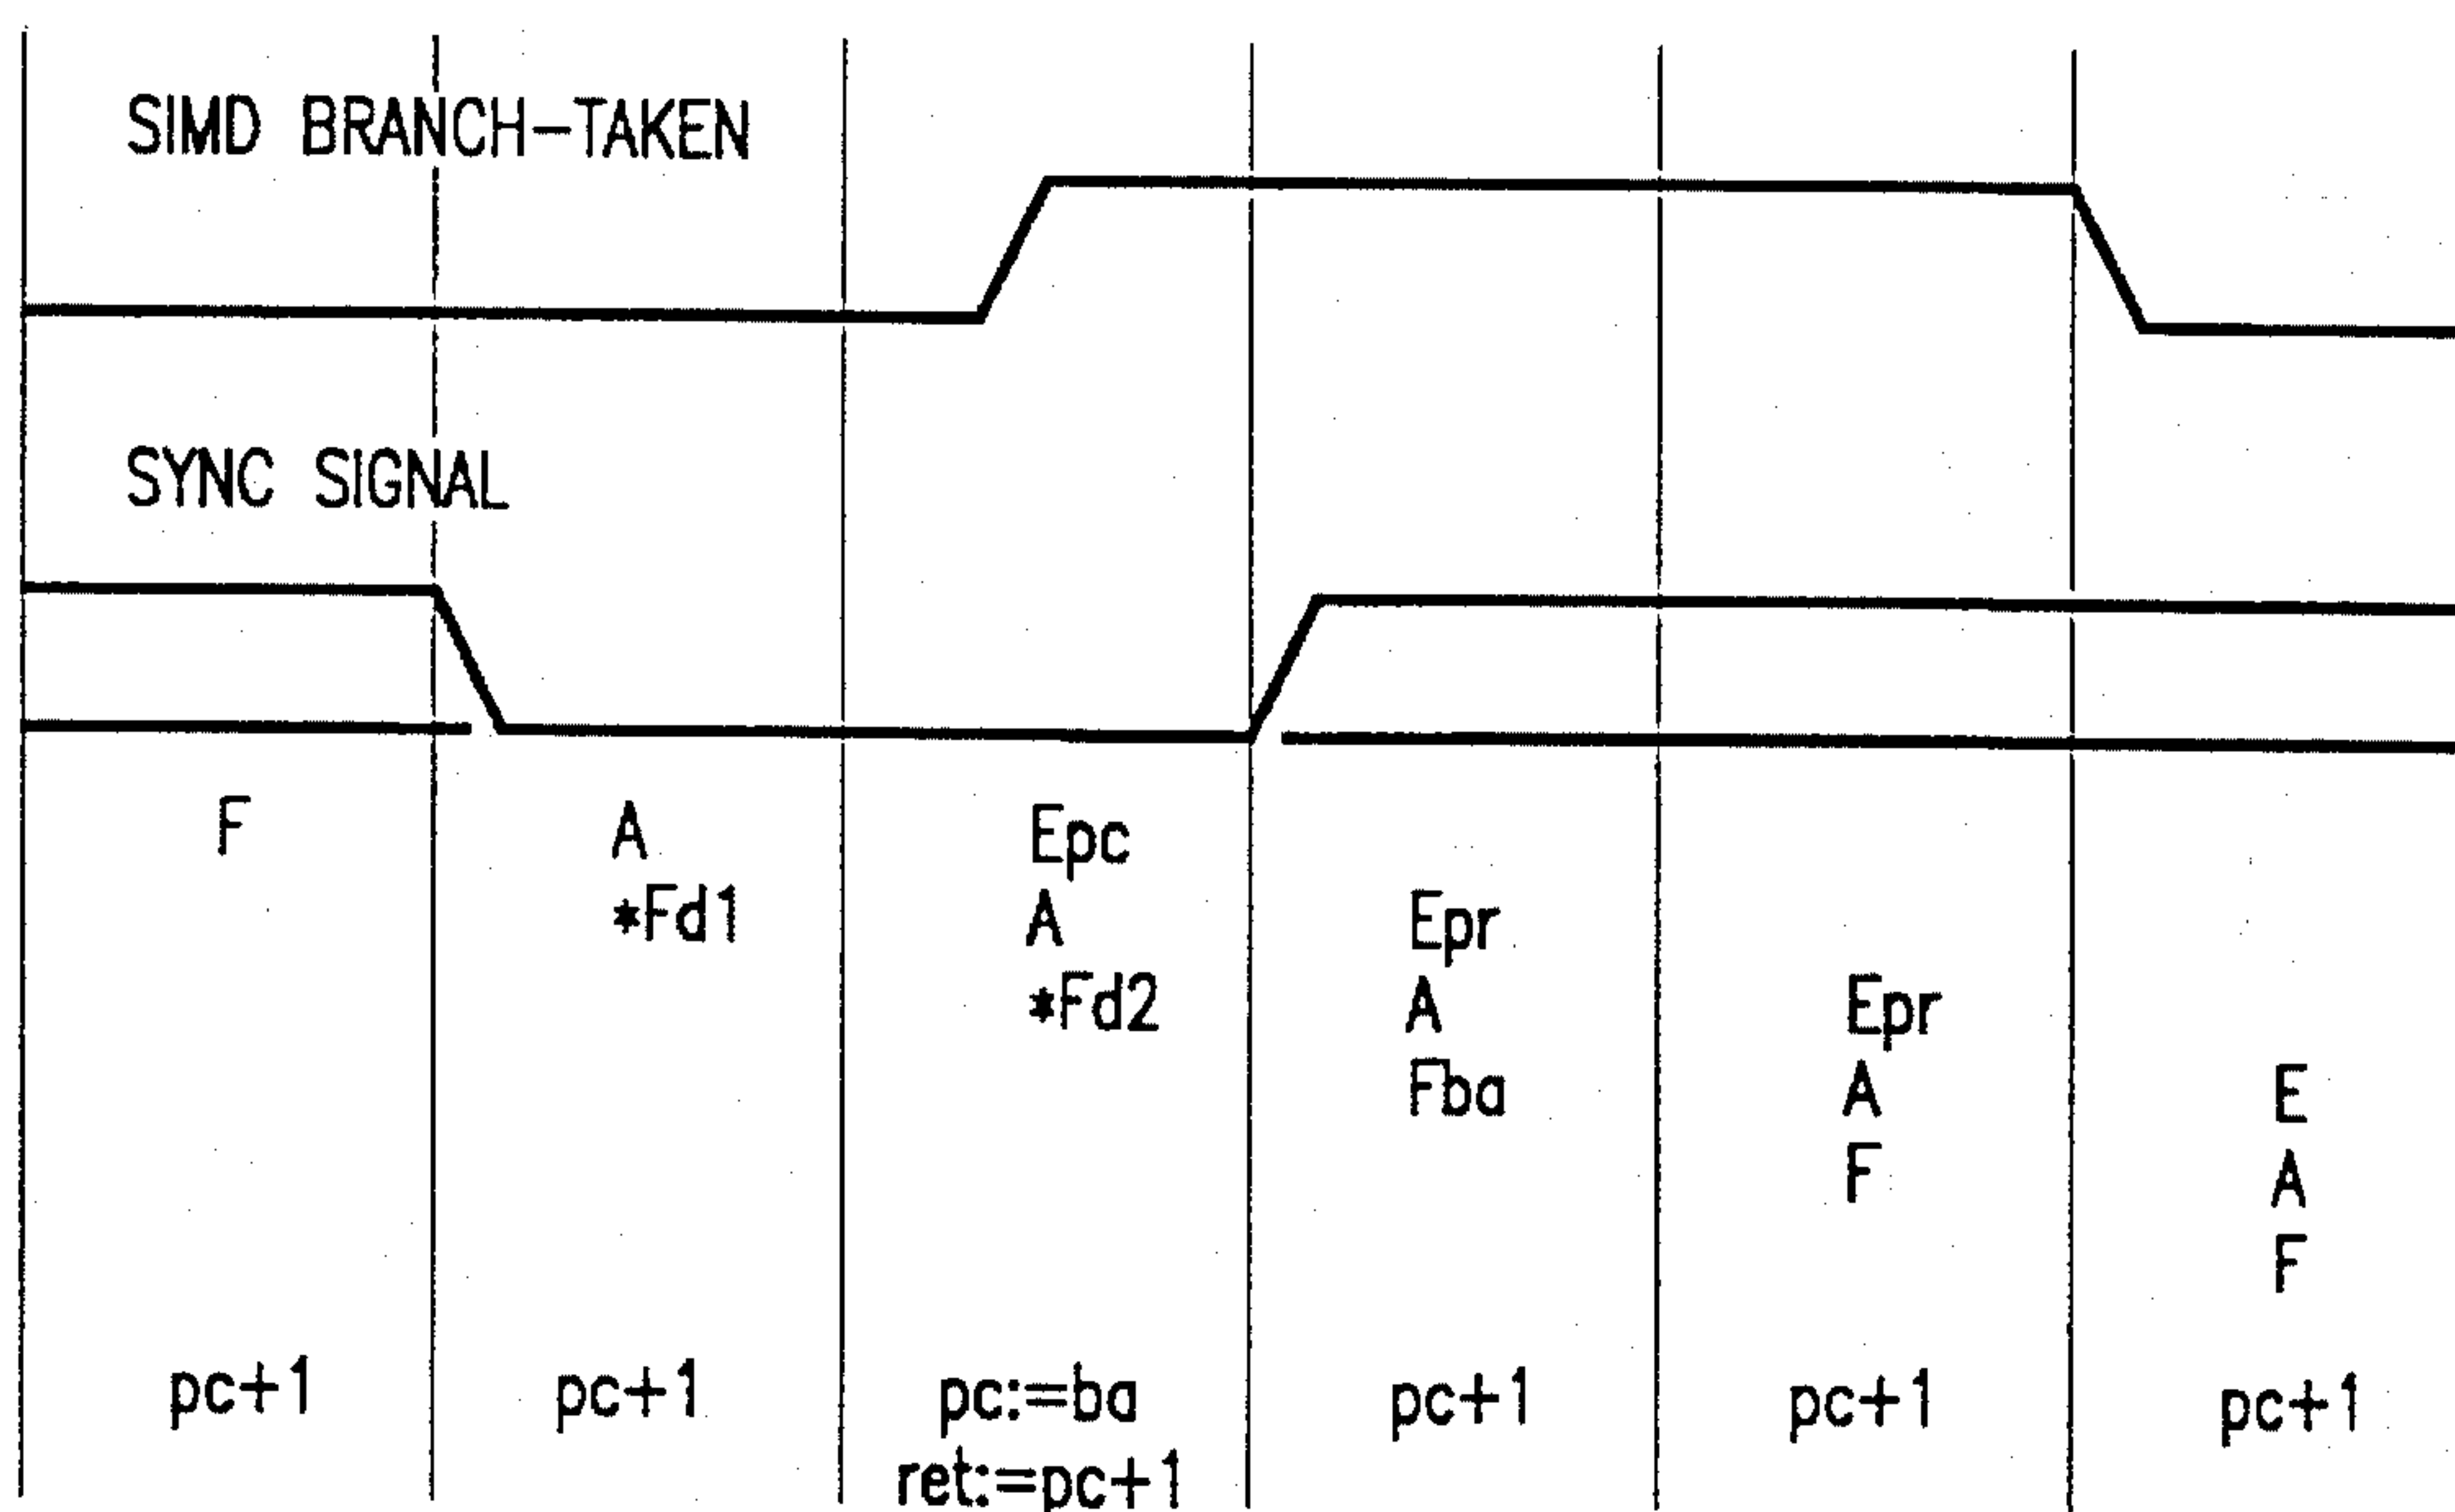 SIMD BRANCH-TAKEN
SYNC SIGNAL
F A Epc
*Fd1 A Epr
*Fd2 A Epr
Fba A E
F A
F
pc+1 pc+1 pc:=ba pc+1 pc+1 pc+1
ret:=pc+1